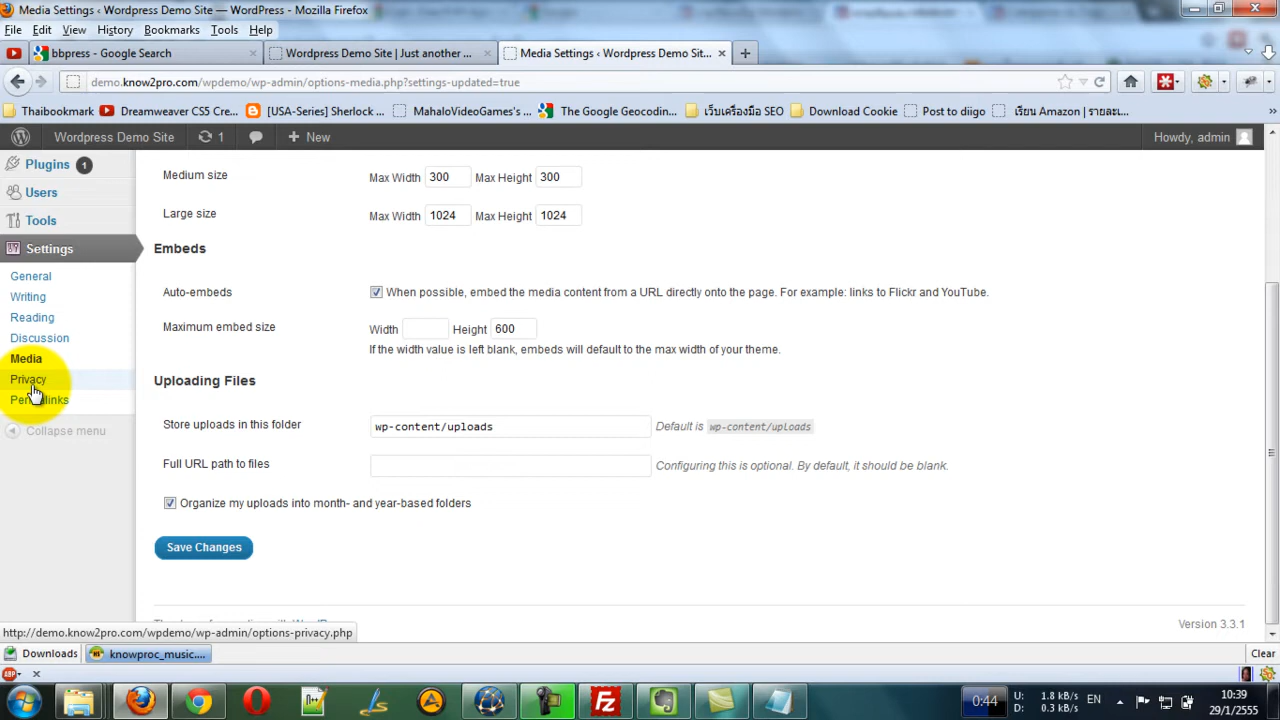 Media Settings ‹ Wordpress Demo Site — WordPress - Mozilla Firefox
File Edit View History Bookmarks Tools Help
bbpress - Google Search × Wordpress Demo Site | Just another ... × Media Settings ‹ Wordpress Demo Sit... × +
demo.know2pro.com/wpdemo/wp-admin/options-media.php?settings-updated=true
Thaibookmark Dreamweaver CS5 Cre... [USA-Series] Sherlock ... MahaloVideoGames's ... The Google Geocodin... เว็บเครื่องมือ SEO Download Cookie Post to diigo เรียน Amazon | รายละ... »
Wordpress Demo Site 1 + New Howdy, admin
Plugins 1
Users
Tools
Settings
General
Writing
Reading
Discussion
Media
Privacy
Permalinks
Collapse menu
Medium size Max Width 300 Max Height 300
Large size Max Width 1024 Max Height 1024
Embeds
Auto-embeds When possible, embed the media content from a URL directly onto the page. For example: links to Flickr and YouTube.
Maximum embed size Width Height 600
If the width value is left blank, embeds will default to the max width of your theme.
Uploading Files
Store uploads in this folder wp-content/uploads Default is wp-content/uploads
Full URL path to files Configuring this is optional. By default, it should be blank.
Organize my uploads into month- and year-based folders
Save Changes
Version 3.3.1
http://demo.know2pro.com/wpdemo/wp-admin/options-privacy.php
Downloads knowproc_music.... Clear
ABP ×
0:44 U: 1.8 kB/s EN 10:39
D: 0.3 kB/s 29/1/2555